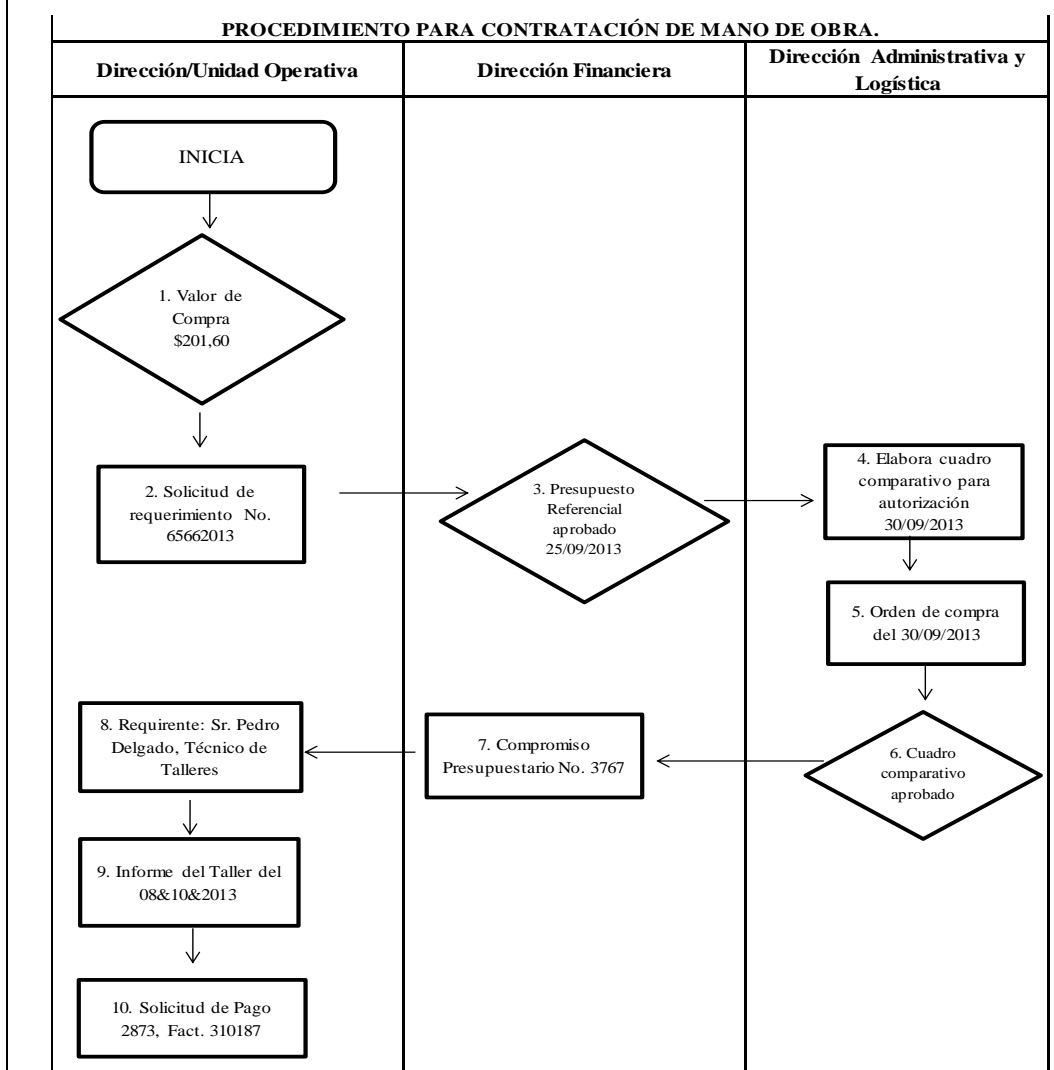 PROCEDIMIENTO PARA CONTRATACIÓN DE MANO DE OBRA.
Dirección/Unidad Operativa
Dirección Financiera
Dirección Administrativa y
Logística
INICIA
1. Valor de
Compra
$201,60
2. Solicitud de
requerimiento No.
65662013
3. Presupuesto
Referencial
aprobado
25/09/2013
4. Elabora cuadro
comparativo para
autorización
30/09/2013
5. Orden de compra
del 30/09/2013
6. Cuadro
comparativo
aprobado
7. Compromiso
Presupuestario No. 3767
8. Requirente: Sr. Pedro
Delgado, Técnico de
Talleres
9. Informe del Taller del
08&10&2013
10. Solicitud de Pago
2873, Fact. 310187